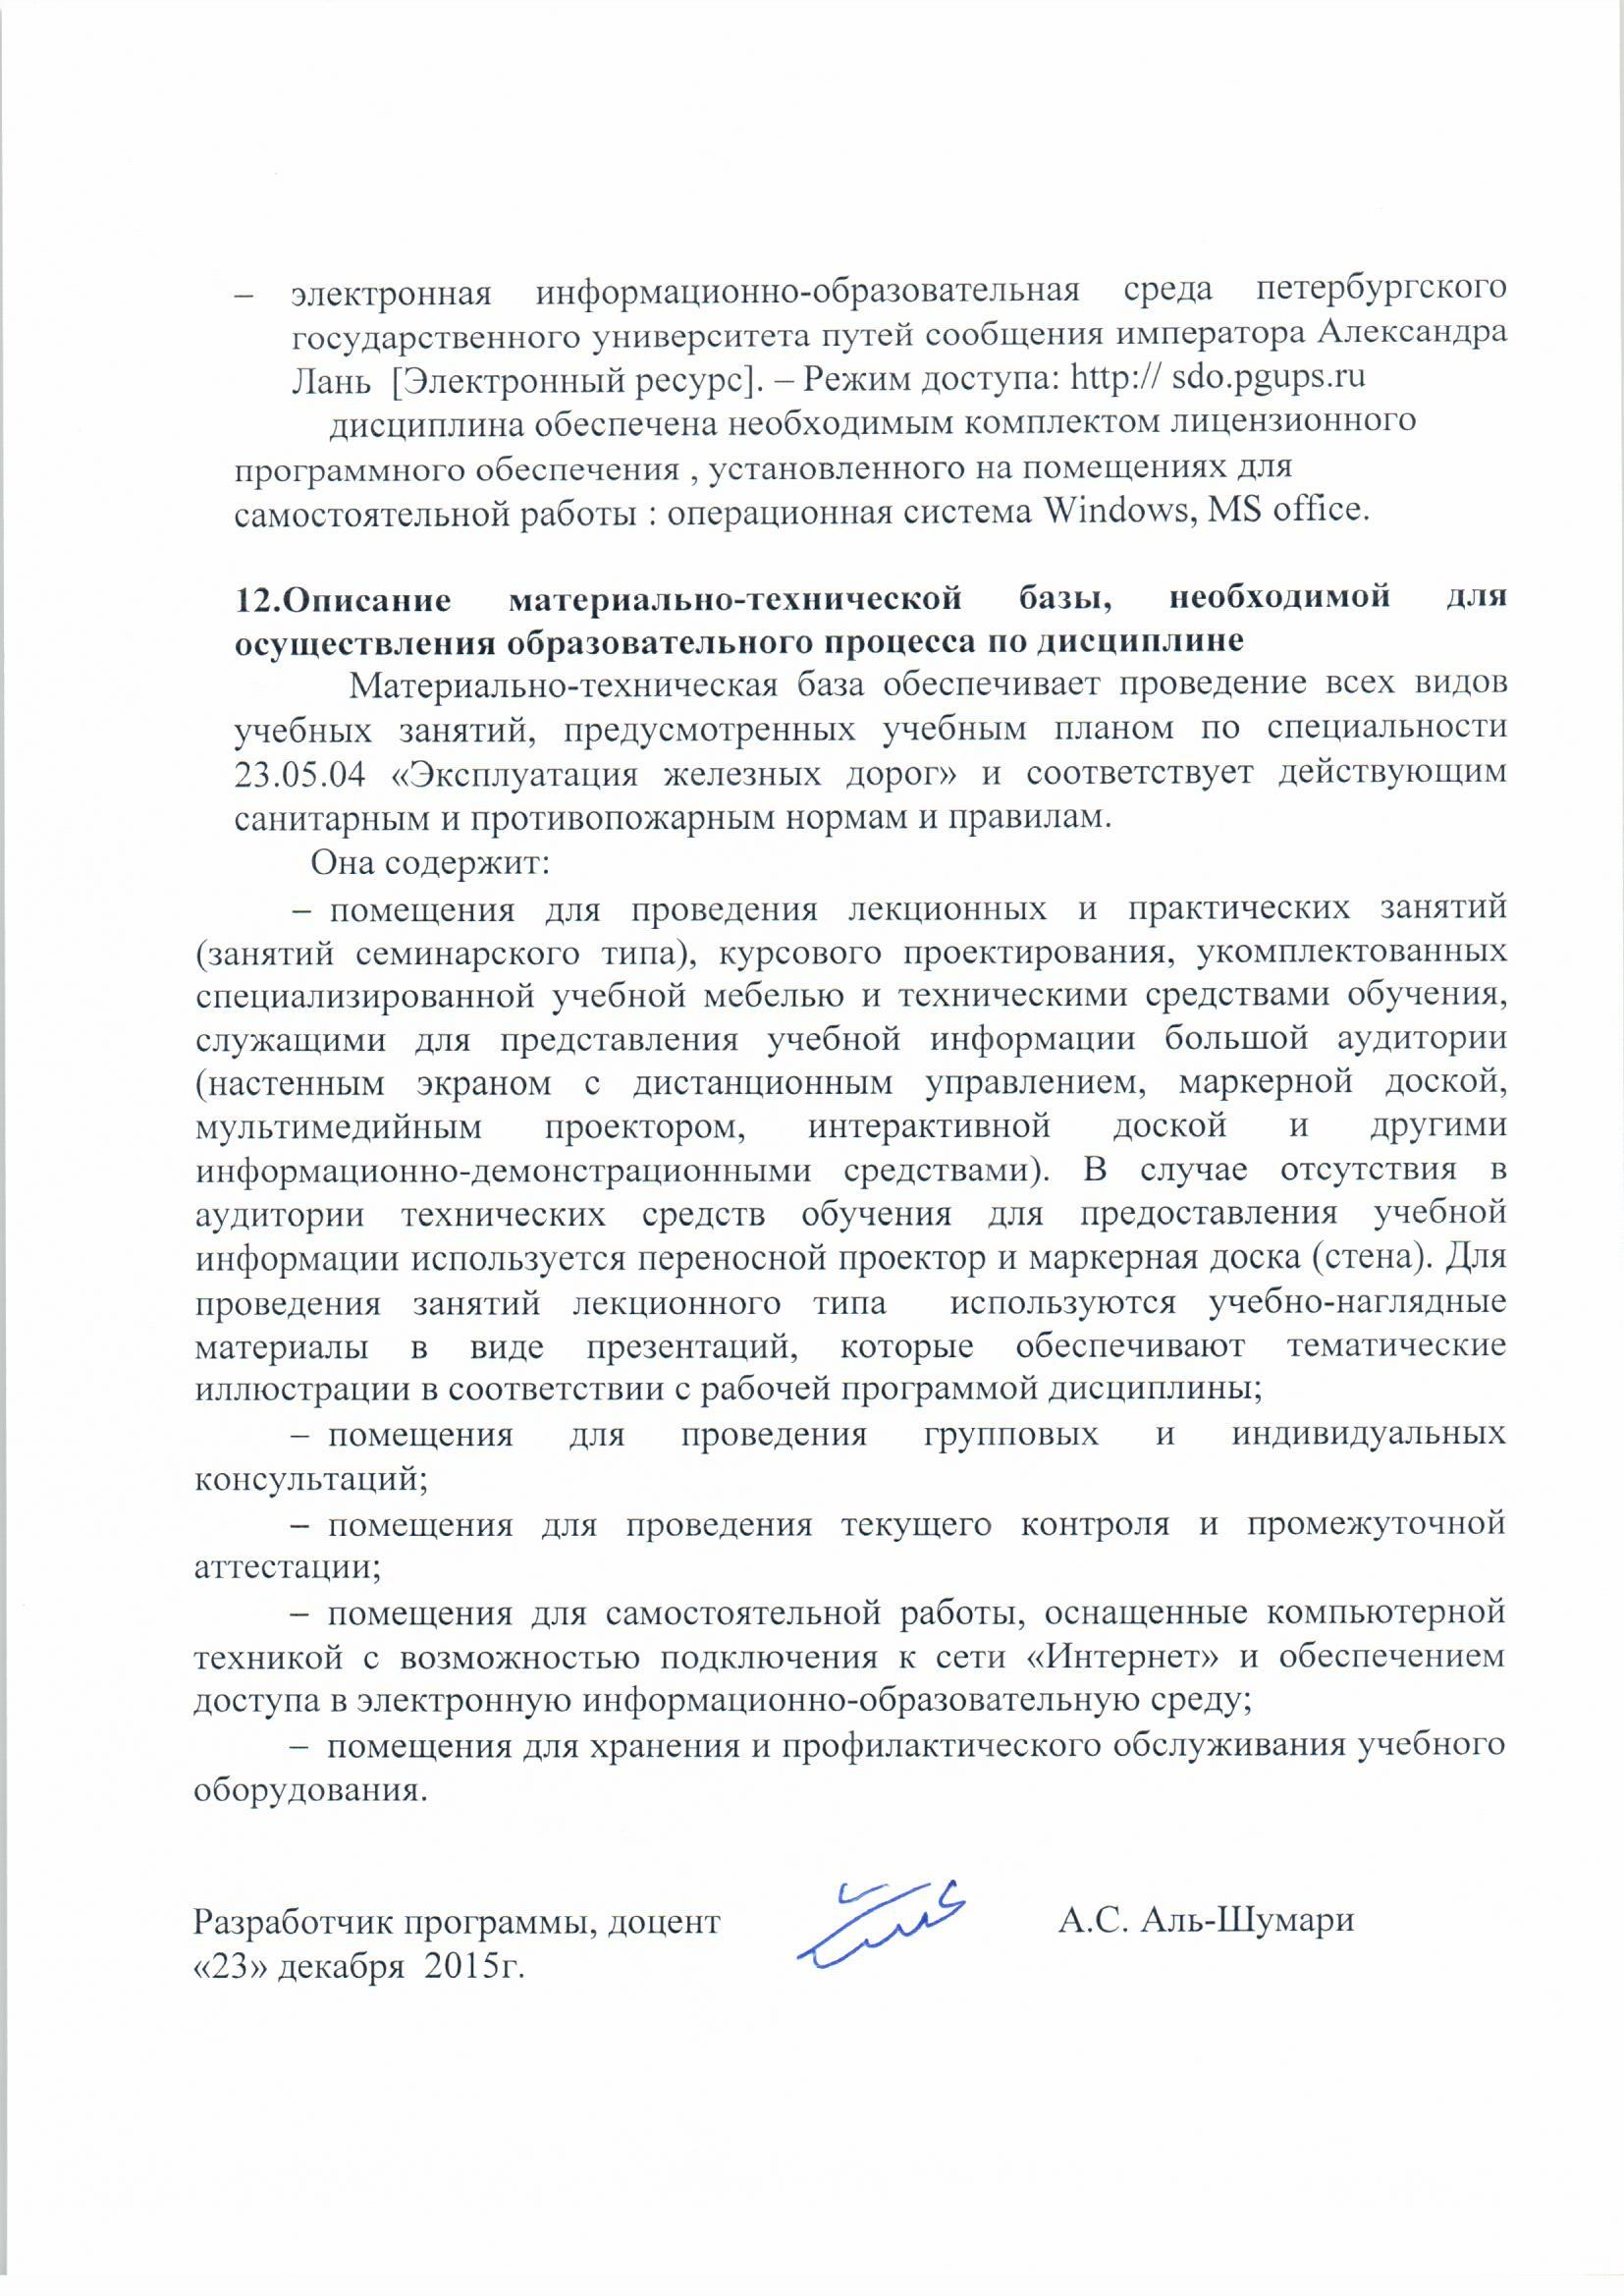 – электронная информационно-образовательная среда петербургского
государственного университета путей сообщения императора Александра
Лань [Электронный ресурс]. – Режим доступа: http:// sdo.pgups.ru
дисциплина обеспечена необходимым комплектом лицензионного
программного обеспечения , установленного на помещениях для
самостоятельной работы : операционная система Windows, MS office.
12.Описание материально-технической базы, необходимой для
осуществления образовательного процесса по дисциплине
Материально-техническая база обеспечивает проведение всех видов
учебных занятий, предусмотренных учебным планом по специальности
23.05.04 «Эксплуатация железных дорог» и соответствует действующим
санитарным и противопожарным нормам и правилам.
Она содержит:
– помещения для проведения лекционных и практических занятий
(занятий семинарского типа), курсового проектирования, укомплектованных
специализированной учебной мебелью и техническими средствами обучения,
служащими для представления учебной информации большой аудитории
(настенным экраном с дистанционным управлением, маркерной доской,
мультимедийным проектором, интерактивной доской и другими
информационно-демонстрационными средствами). В случае отсутствия в
аудитории технических средств обучения для предоставления учебной
информации используется переносной проектор и маркерная доска (стена). Для
проведения занятий лекционного типа используются учебно-наглядные
материалы в виде презентаций, которые обеспечивают тематические
иллюстрации в соответствии с рабочей программой дисциплины;
– помещения для проведения групповых и индивидуальных
консультаций;
– помещения для проведения текущего контроля и промежуточной
аттестации;
– помещения для самостоятельной работы, оснащенные компьютерной
техникой с возможностью подключения к сети «Интернет» и обеспечением
доступа в электронную информационно-образовательную среду;
– помещения для хранения и профилактического обслуживания учебного
оборудования.
Разработчик программы, доцент А.С. Аль-Шумари
«23» декабря 2015г.